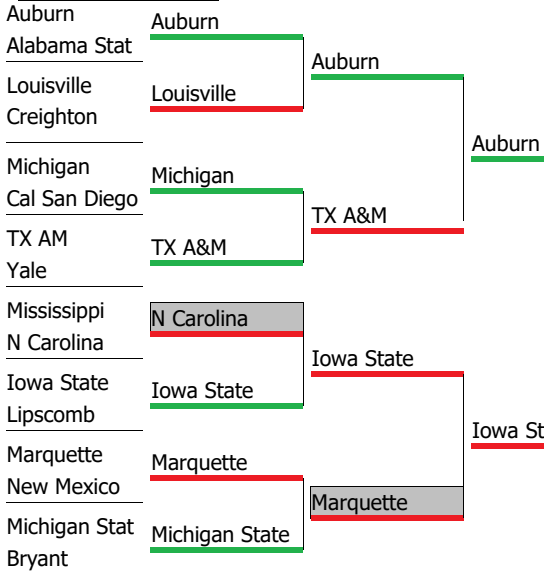 Auburn
Alabama Stat
Louisville
Creighton
Michigan
Cal San Diego
TX AM
Yale
Mississippi
N Carolina
Iowa State
Lipscomb
Marquette
New Mexico
Michigan Stat
Bryant
Auburn
Louisville
Michigan
TX A&M
N Carolina
Iowa State
Marquette
Michigan State
Auburn
TX A&M
Iowa State
Marquette
Auburn
Iowa St